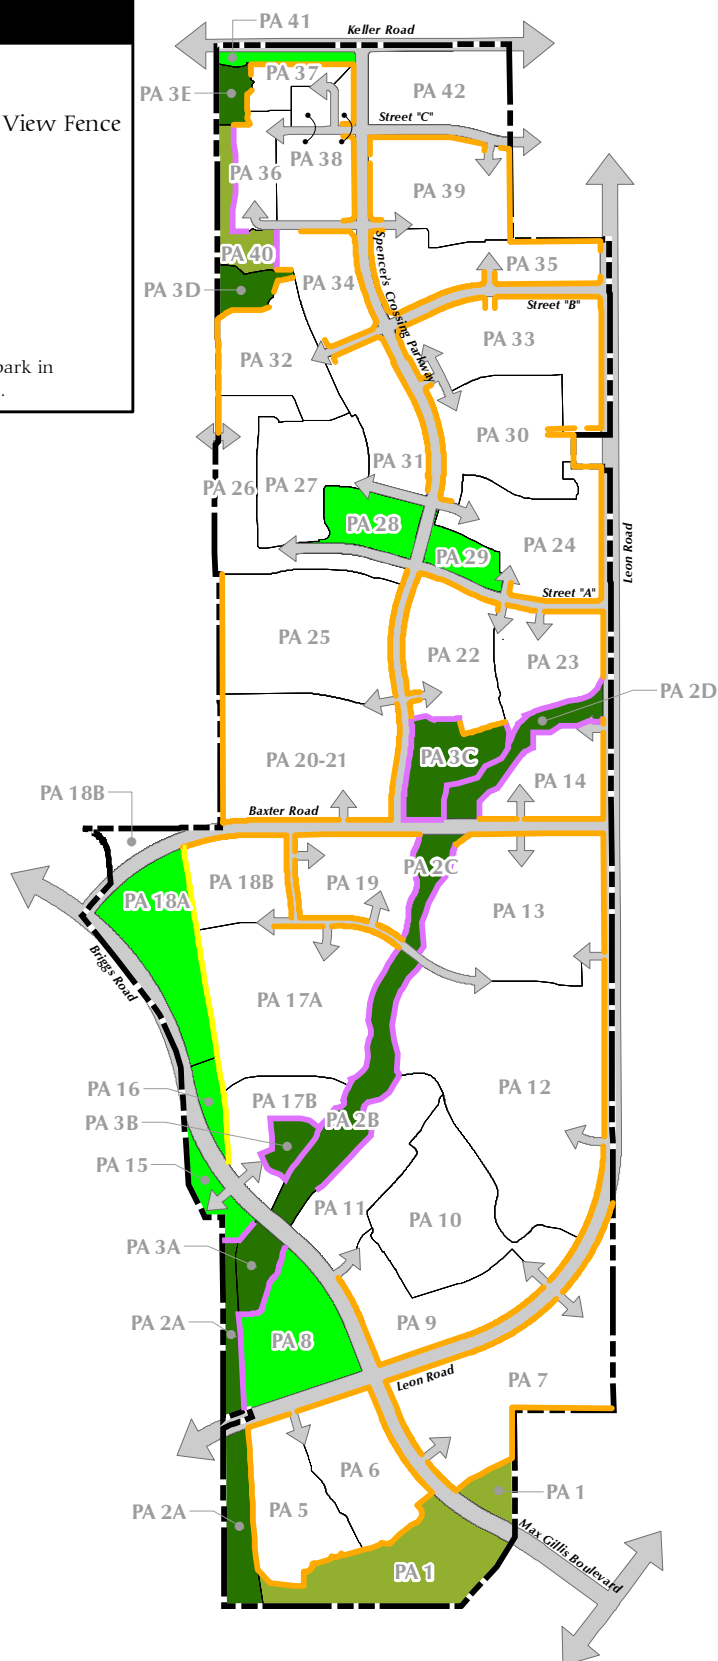 PA 41
Keller Road
PA 37
PA 3E
PA 42
View Fence
Street "C"
PA 38
PA 36
PA 39
PA 40
PA 34
PA 35
PA 3D
Street "B"
Spencer's Crossing Parkway
PA 33
PA 32
park in
.
PA 30
PA 31
PA 26
PA 27
PA 28
PA 24
PA 29
Leon Road
Street "A"
PA 25
PA 22
PA 23
PA 2D
PA 3C
PA 20-21
PA 14
PA 18B
Baxter Road
PA 2C
PA 18B
PA 19
PA 18A
PA 13
Briggs Road
PA 17A
PA 16
PA 12
PA 17B
PA 3B
PA 2B
PA 15
PA 11
PA 10
PA 3A
PA 2A
PA 9
PA 8
Leon Road
PA 7
PA 6
PA 1
PA 5
PA 2A
Max Gillis Boulevard
PA 1